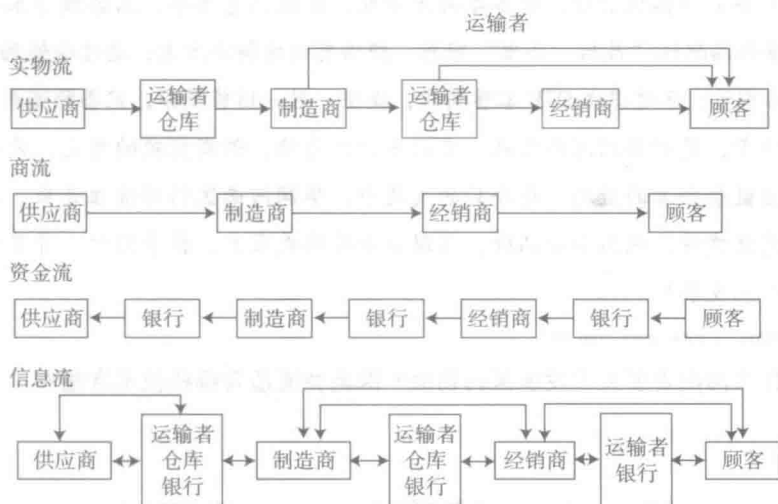 运输者
实物流
供应商 运输者 制造商 运输者 经销商 顾客
仓库 仓库
商流
供应商 制造商 经销商 顾客
资金流
供应商 银行 制造商 银行 经销商 银行 顾客
信息流
运输者 运输者 运输者
供应商 仓库 制造商 仓库 经销商 银行 顾客
银行 银行